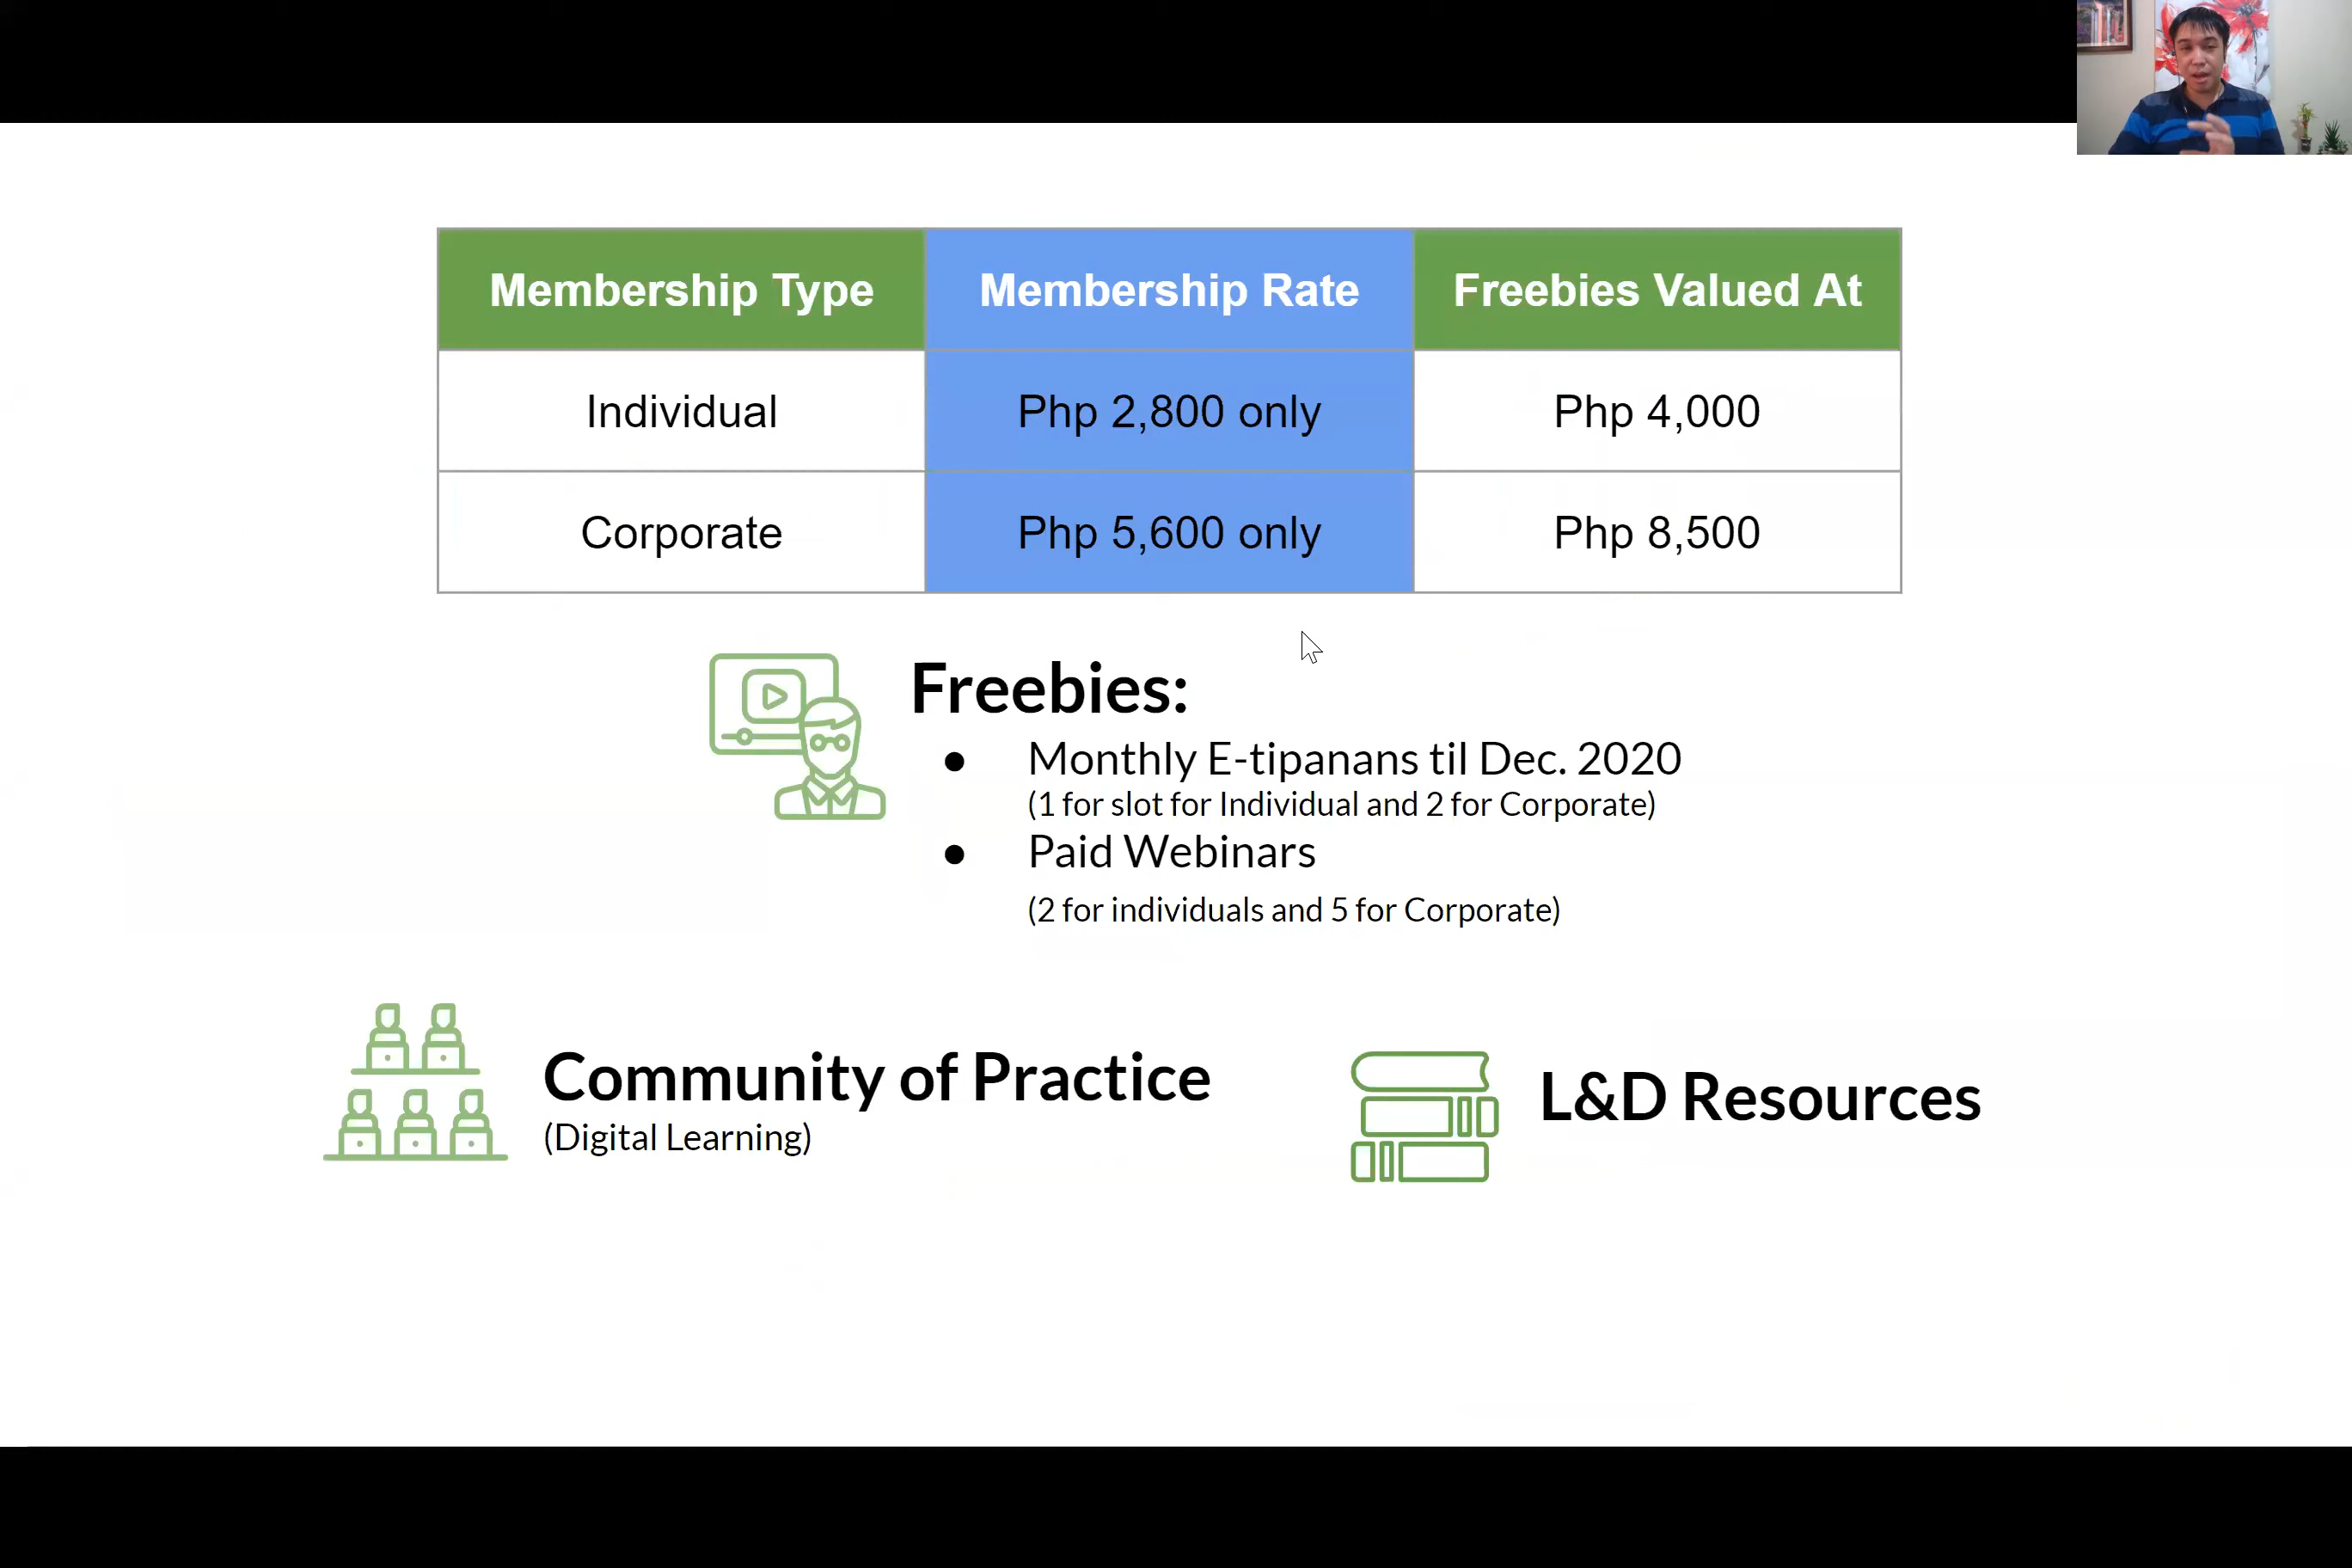 Membership Type Membership Rate Freebies Valued At
Individual Php 2,800 only Php 4,000
Corporate Php 5,600 only Php 8,500
Freebies:
● Monthly E-tipanans til Dec. 2020
(1 for slot for Individual and 2 for Corporate)
● Paid Webinars
(2 for individuals and 5 for Corporate)
Community of Practice
(Digital Learning)
L&D Resources